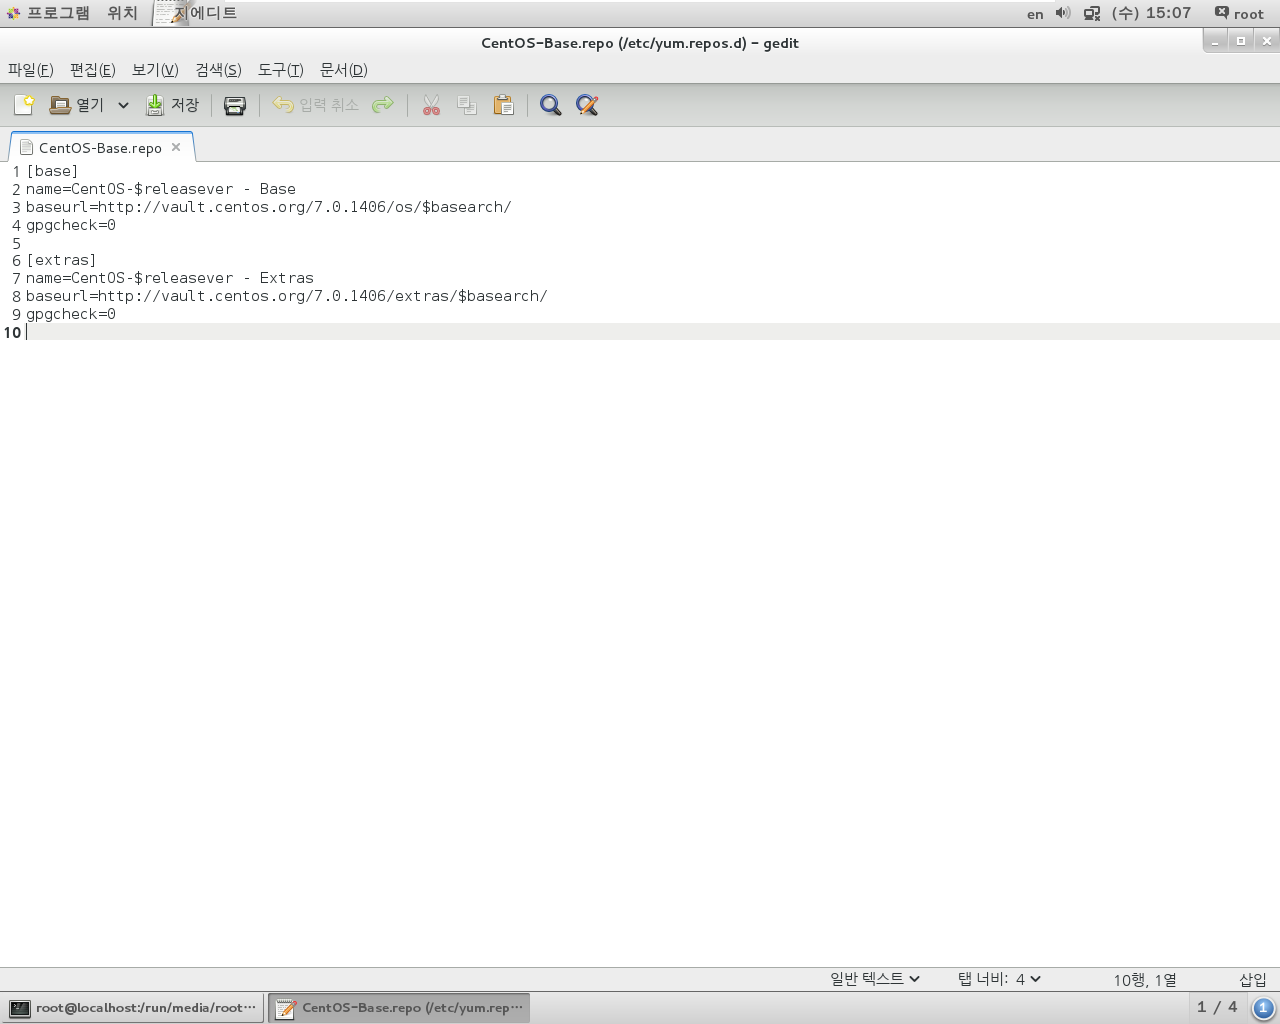 프로그램 위치 지에디트 en (수) 15:07 root
CentOS-Base.repo (/etc/yum.repos.d) - gedit
파일(F) 편집(E) 보기(V) 검색(S) 도구(T) 문서(D)
열기 저장 입력 취소
CentOS-Base.repo
1 [base]
2 name=CentOS-$releasever - Base
3 baseurl=http://vault.centos.org/7.0.1406/os/$basearch/
4 gpgcheck=0
5
6 [extras]
7 name=CentOS-$releasever - Extras
8 baseurl=http://vault.centos.org/7.0.1406/extras/$basearch/
9 gpgcheck=0
10
일반 텍스트 탭 너비: 4 10행, 1열 삽입
root@localhost:/run/media/root… CentOS-Base.repo (/etc/yum.rep… 1 / 4 1